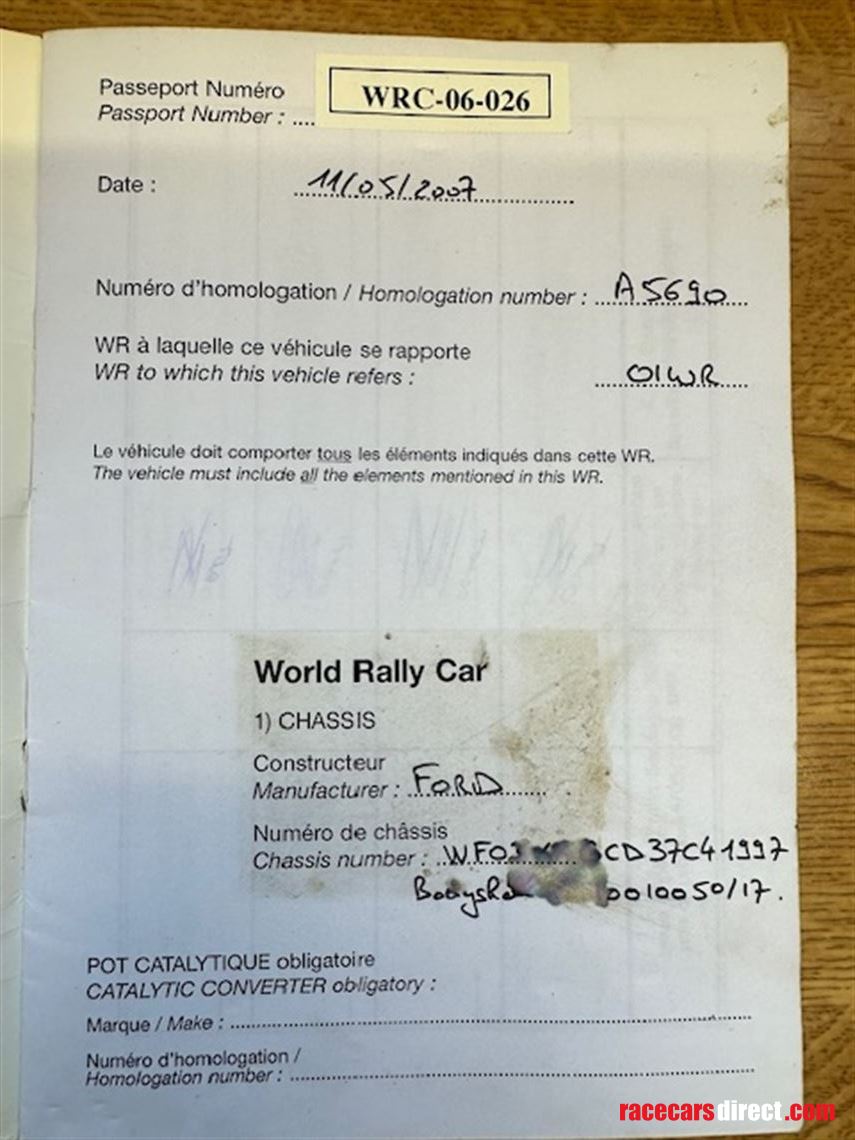 Passeport Numéro
Passport Number : .... WRC-06-026
Date : 11/05/2007
Numéro d'homologation / Homologation number : A5690
WR à laquelle ce véhicule se rapporte
WR to which this vehicle refers : 01WR
Le véhicule doit comporter tous les éléments indiqués dans cette WR.
The vehicle must include all the elements mentioned in this WR.
World Rally Car
1) CHASSIS
Constructeur
Manufacturer : FORD
Numéro de châssis
Chassis number : CD37C41997
0010050/17.
POT CATALYTIQUE obligatoire
CATALYTIC CONVERTER obligatory :
Marque / Make :
Numéro d'homologation /
Homologation number :
racecarsdirect.com